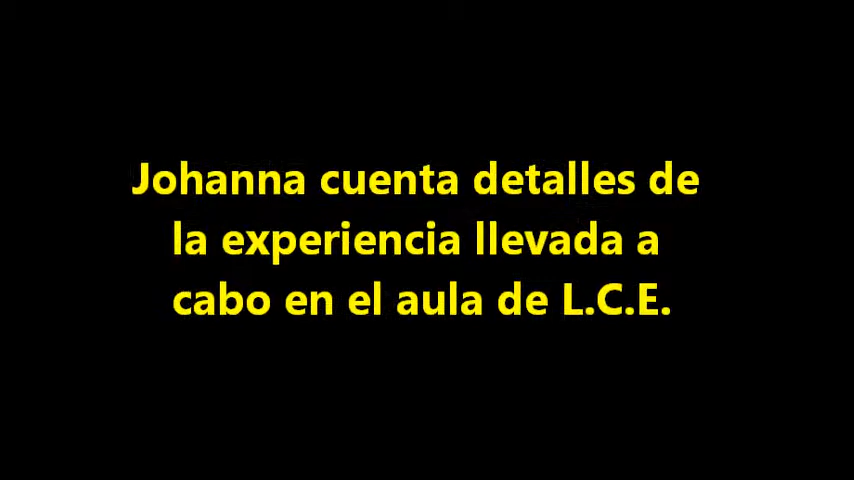 Johanna cuenta detalles de
la experiencia llevada a
cabo en el aula de L.C.E.